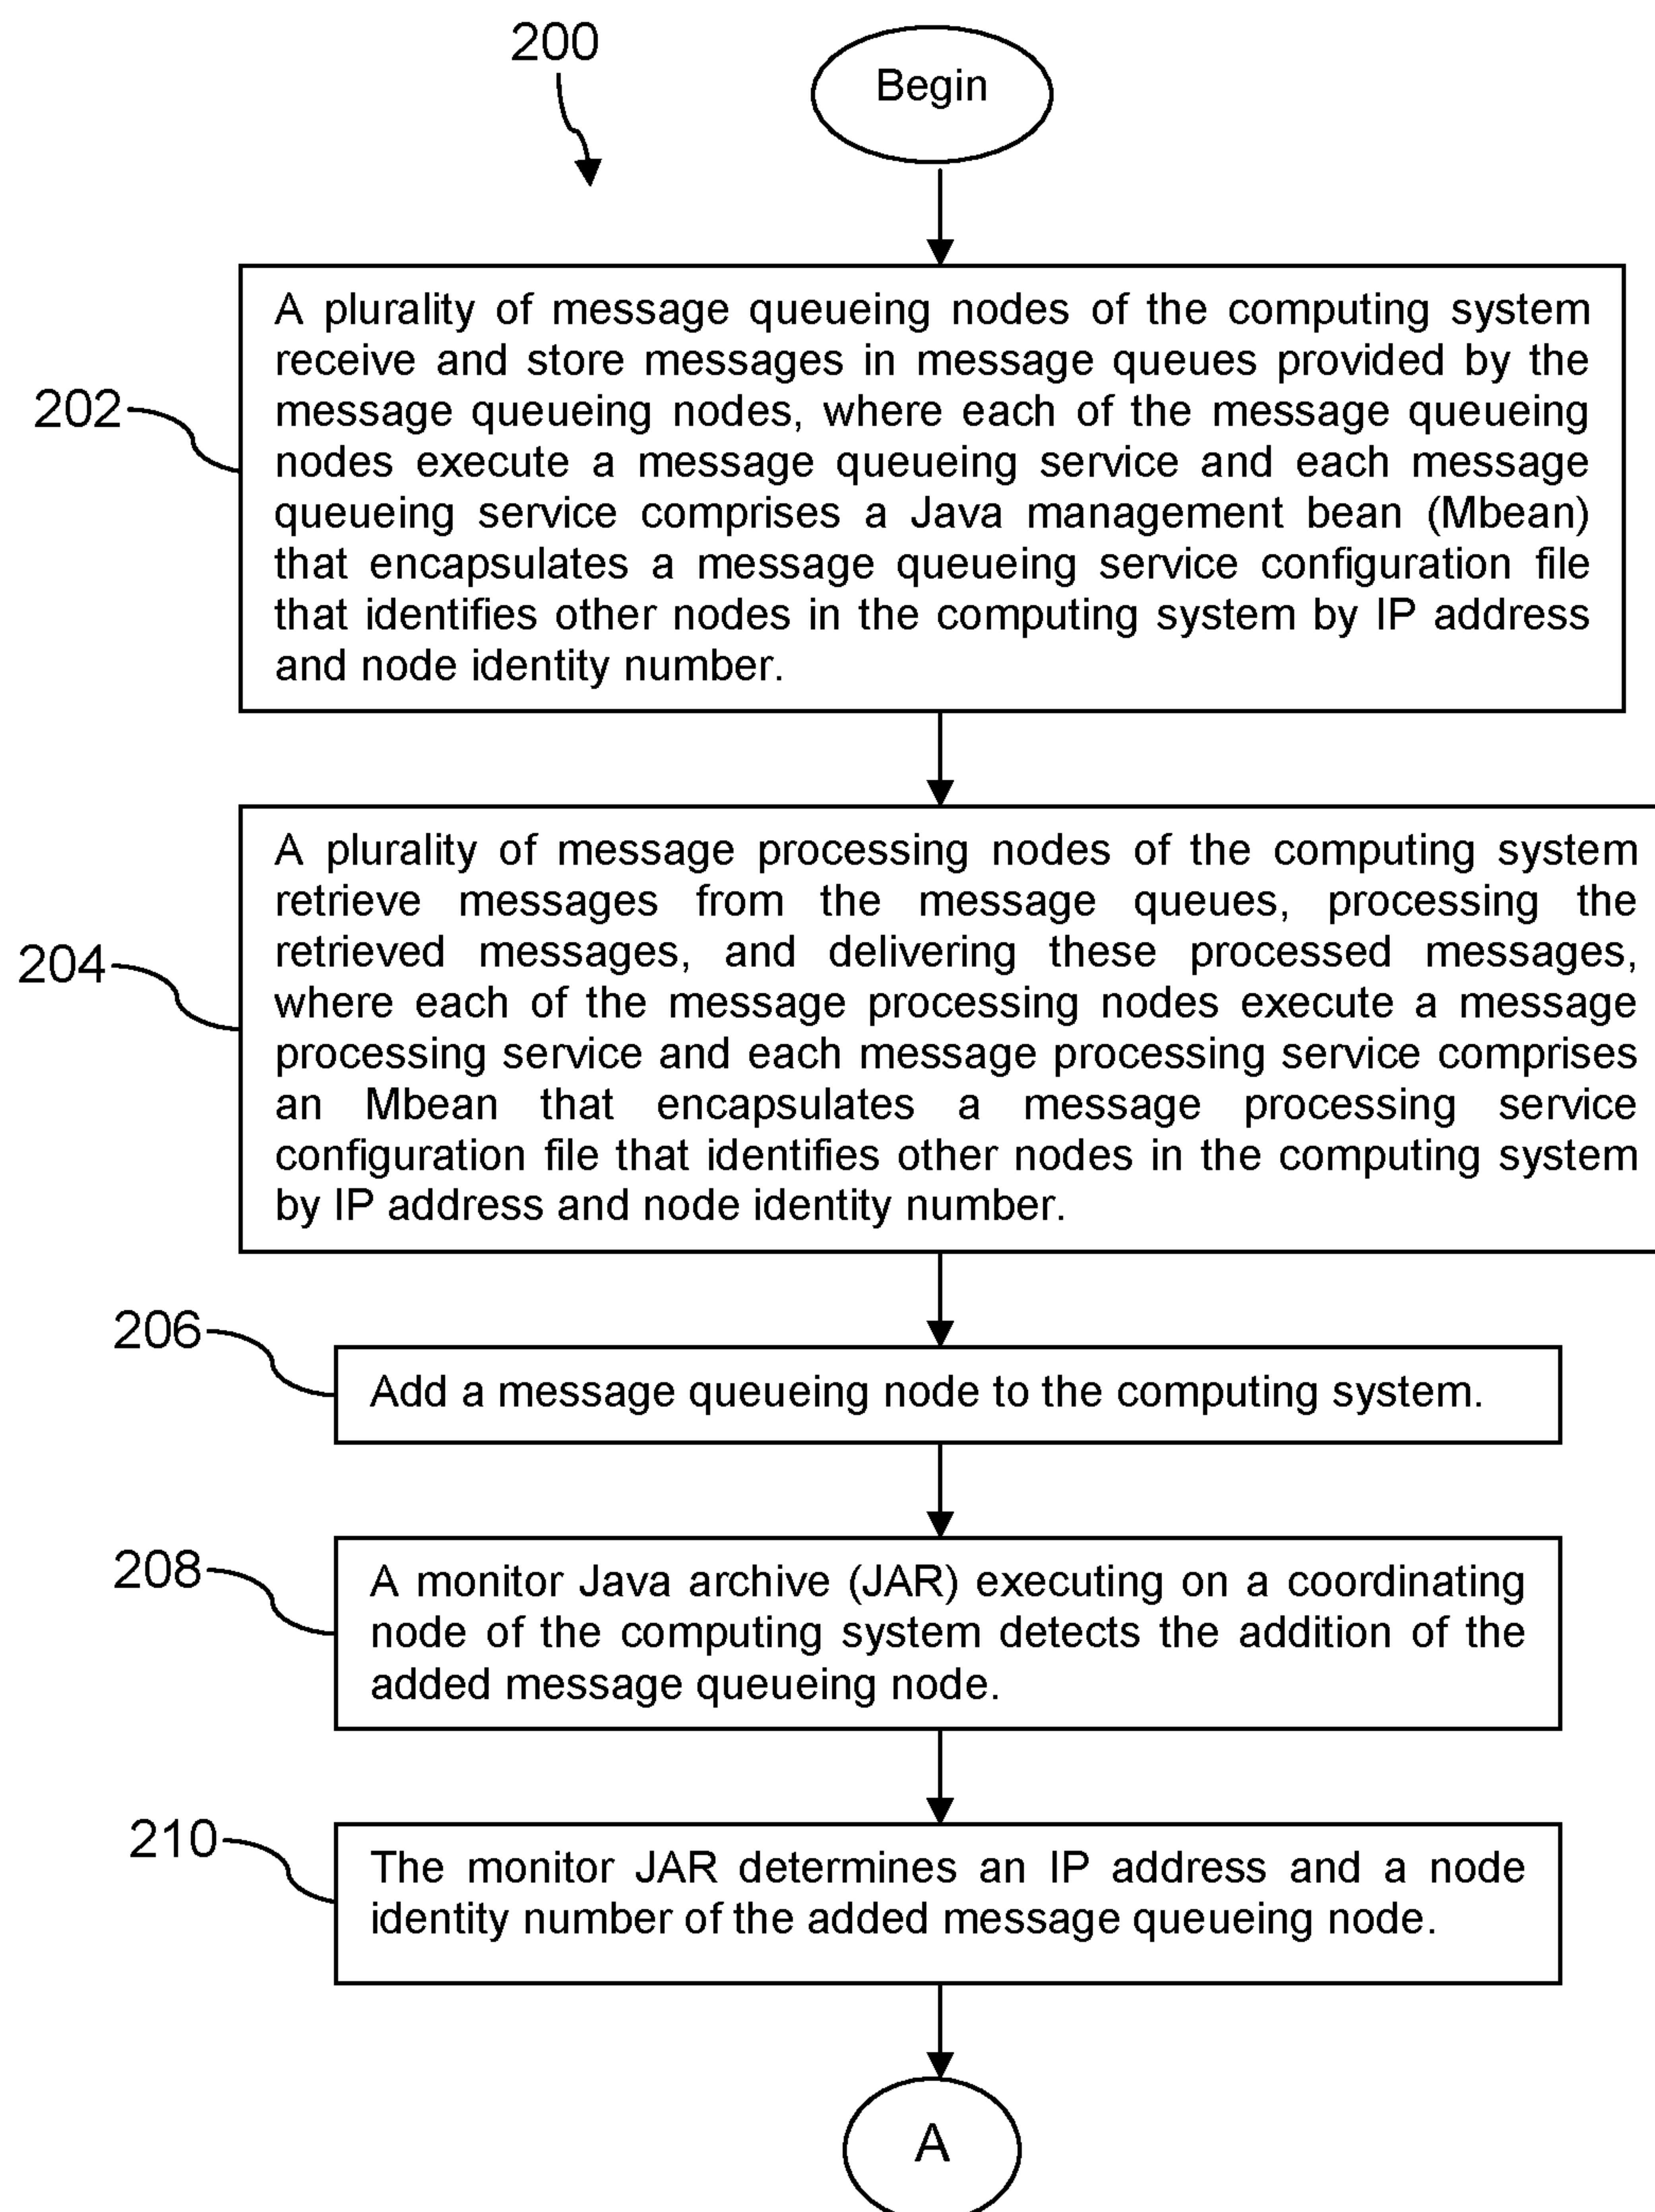 200
Begin
202
A plurality of message queueing nodes of the computing system
receive and store messages in message queues provided by the
message queueing nodes, where each of the message queueing
nodes execute a message queueing service and each message
queueing service comprises a Java management bean (Mbean)
that encapsulates a message queueing service configuration file
that identifies other nodes in the computing system by IP address
and node identity number.
204
A plurality of message processing nodes of the computing system
retrieve messages from the message queues, processing the
retrieved messages, and delivering these processed messages,
where each of the message processing nodes execute a message
processing service and each message processing service comprises
an Mbean that encapsulates a message processing service
configuration file that identifies other nodes in the computing system
by IP address and node identity number.
206
Add a message queueing node to the computing system.
208
A monitor Java archive (JAR) executing on a coordinating
node of the computing system detects the addition of the
added message queueing node.
210
The monitor JAR determines an IP address and a node
identity number of the added message queueing node.
A